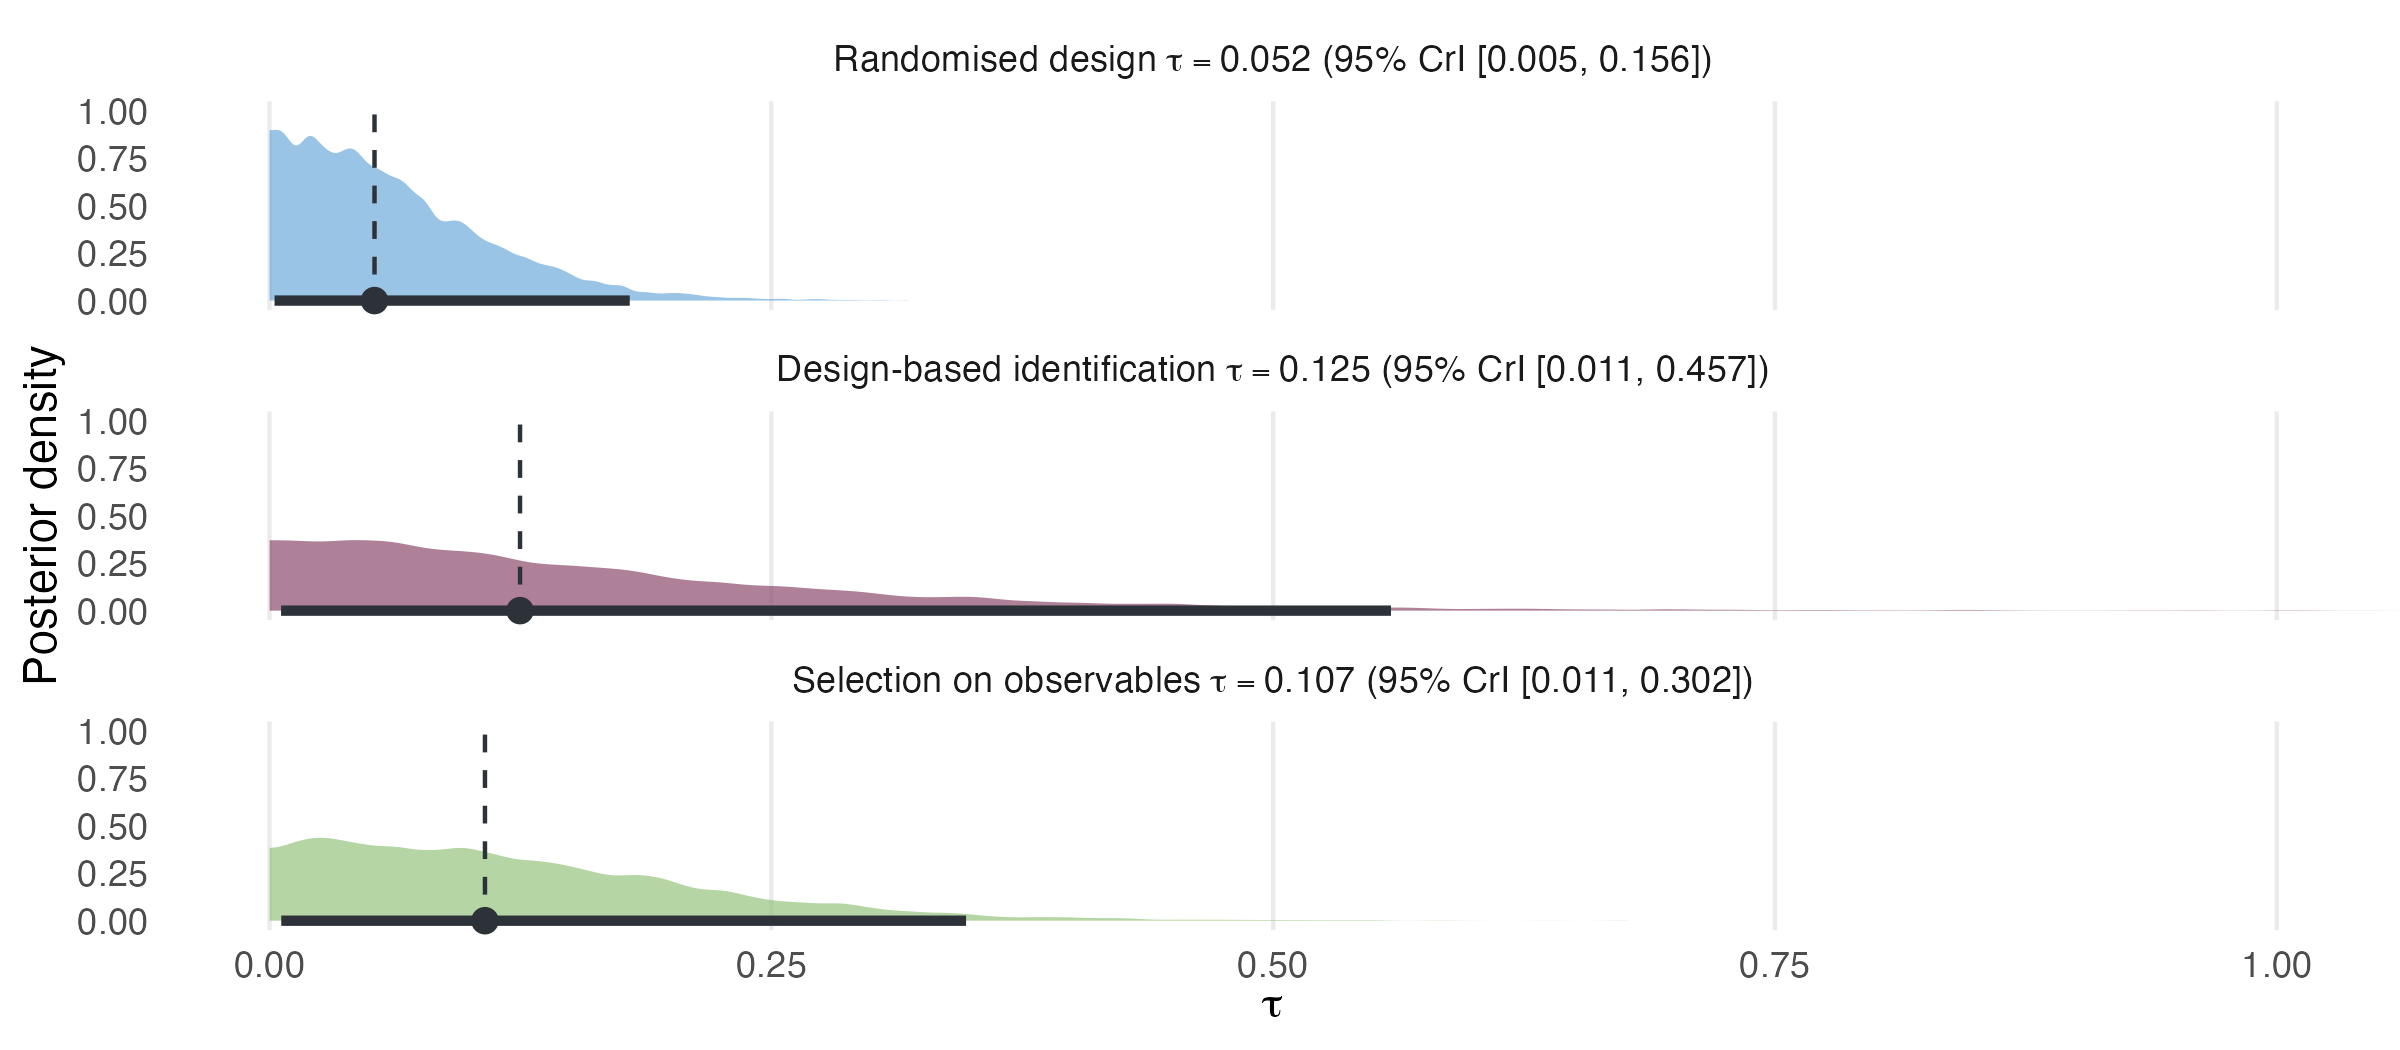 Randomised design τ = 0.052 (95% CrI [0.005, 0.156])
1.00
0.75
0.50
0.25
0.00
Design-based identification τ = 0.125 (95% CrI [0.011, 0.457])
1.00
0.75
0.50
0.25
0.00
Posterior density
Selection on observables τ = 0.107 (95% CrI [0.011, 0.302])
1.00
0.75
0.50
0.25
0.00
0.00 0.25 0.50 0.75 1.00
τ